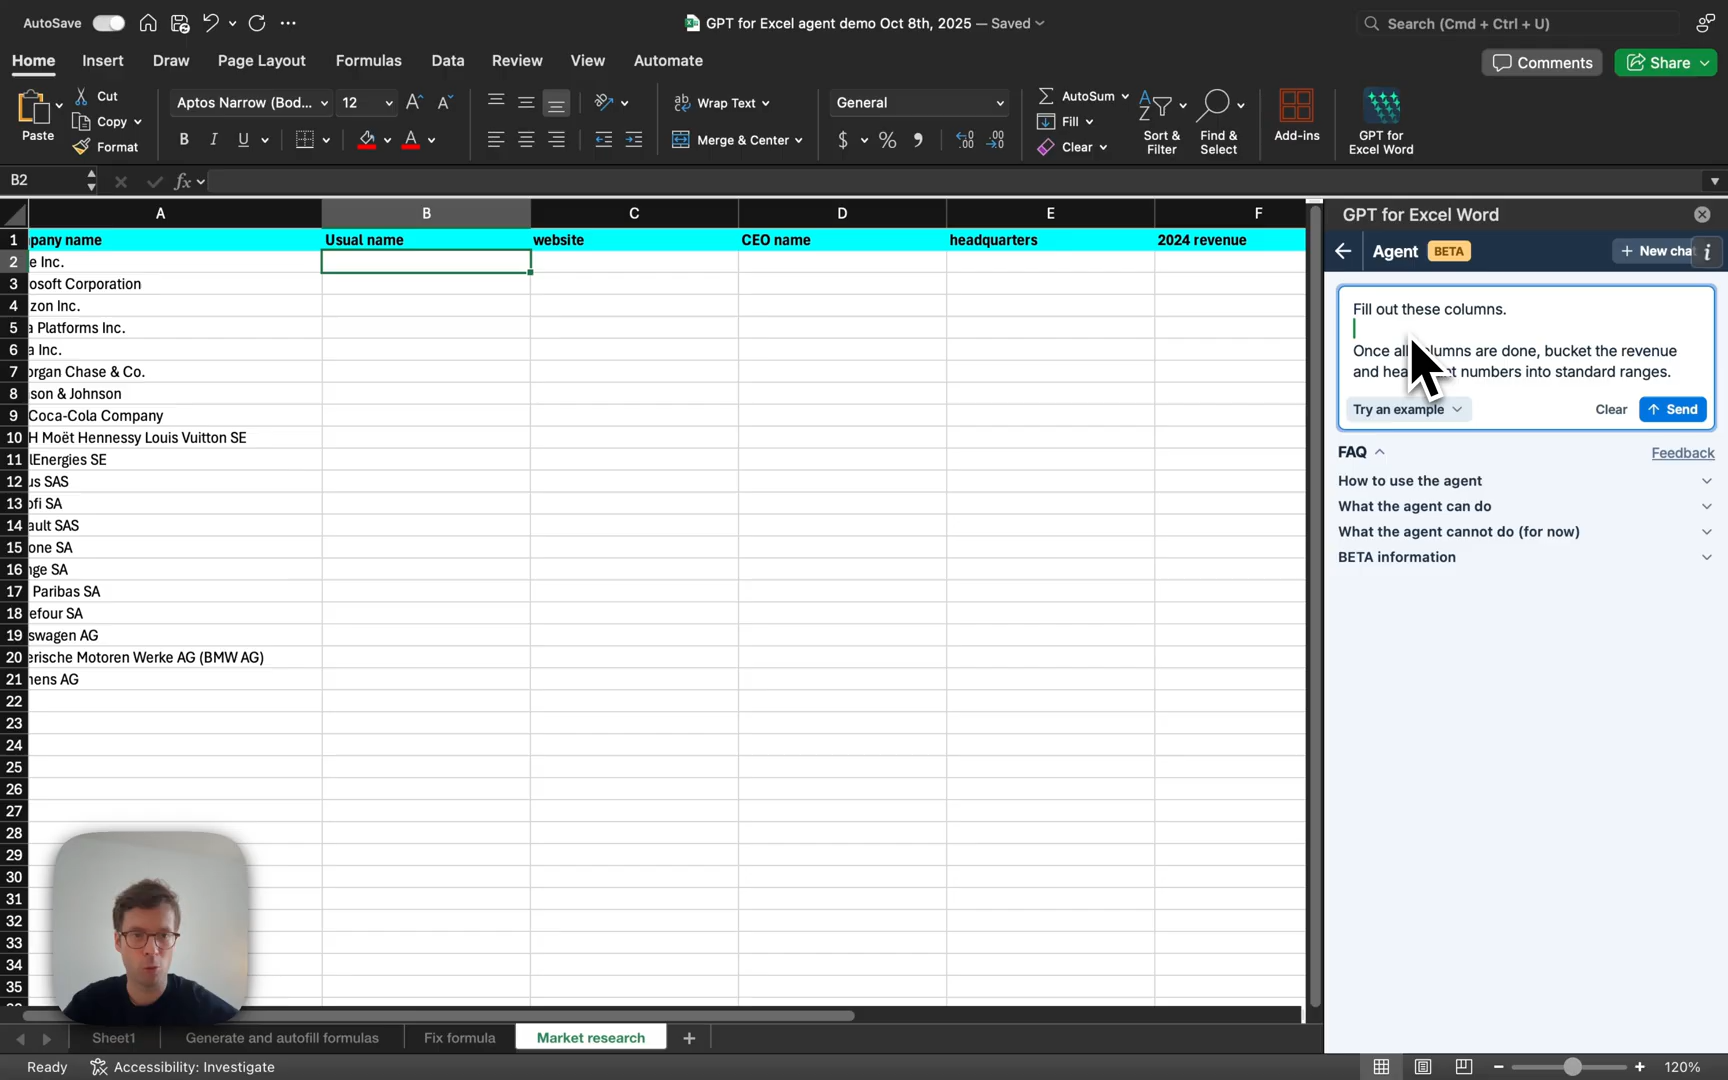 AutoSave
GPT for Excel agent demo Oct 8th, 2025 — Saved
Search (Cmd + Ctrl + U)
Home Insert Draw Page Layout Formulas Data Review View Automate
Comments Share
Paste
Cut
Copy
Format
Aptos Narrow (Bod... 12
B I U
Wrap Text
Merge & Center
General
$ % 9
AutoSum
Fill
Clear
Sort & Filter
Find & Select
Add-ins
GPT for Excel Word
B2
fx
A B C D E F
1 pany name Usual name website CEO name headquarters 2024 revenue
2 e Inc.
3 osoft Corporation
4 zon Inc.
5 a Platforms Inc.
6 a Inc.
7 organ Chase & Co.
8 son & Johnson
9 Coca-Cola Company
10 H Moët Hennessy Louis Vuitton SE
11 lEnergies SE
12 us SAS
13 ofi SA
14 ault SAS
15 one SA
16 nge SA
17 Paribas SA
18 efour SA
19 swagen AG
20 erische Motoren Werke AG (BMW AG)
21 nens AG
22
23
24
25
26
27
28
29
30
31
32
33
34
35
GPT for Excel Word
Agent BETA
+ New chat
Fill out these columns.
Once all columns are done, bucket the revenue
and numbers into standard ranges.
Try an example
Clear
Send
FAQ
Feedback
How to use the agent
What the agent can do
What the agent cannot do (for now)
BETA information
Sheet1 Generate and autofill formulas Fix formula Market research +
Ready
Accessibility: Investigate
120%